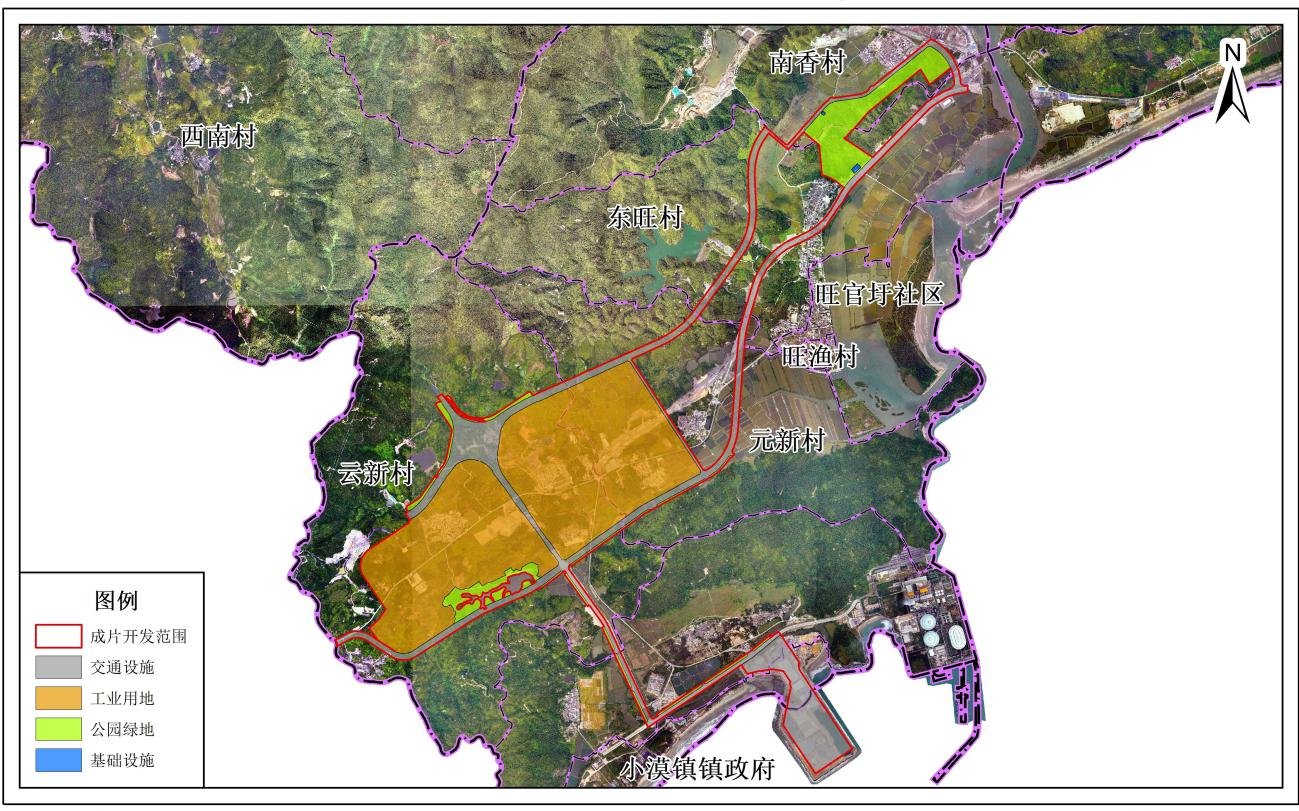 南香村
N
西南村
东旺村
旺官圩社区
旺渔村
元新村
云新村
小漠镇镇政府
图例
成片开发范围
交通设施
工业用地
公园绿地
基础设施